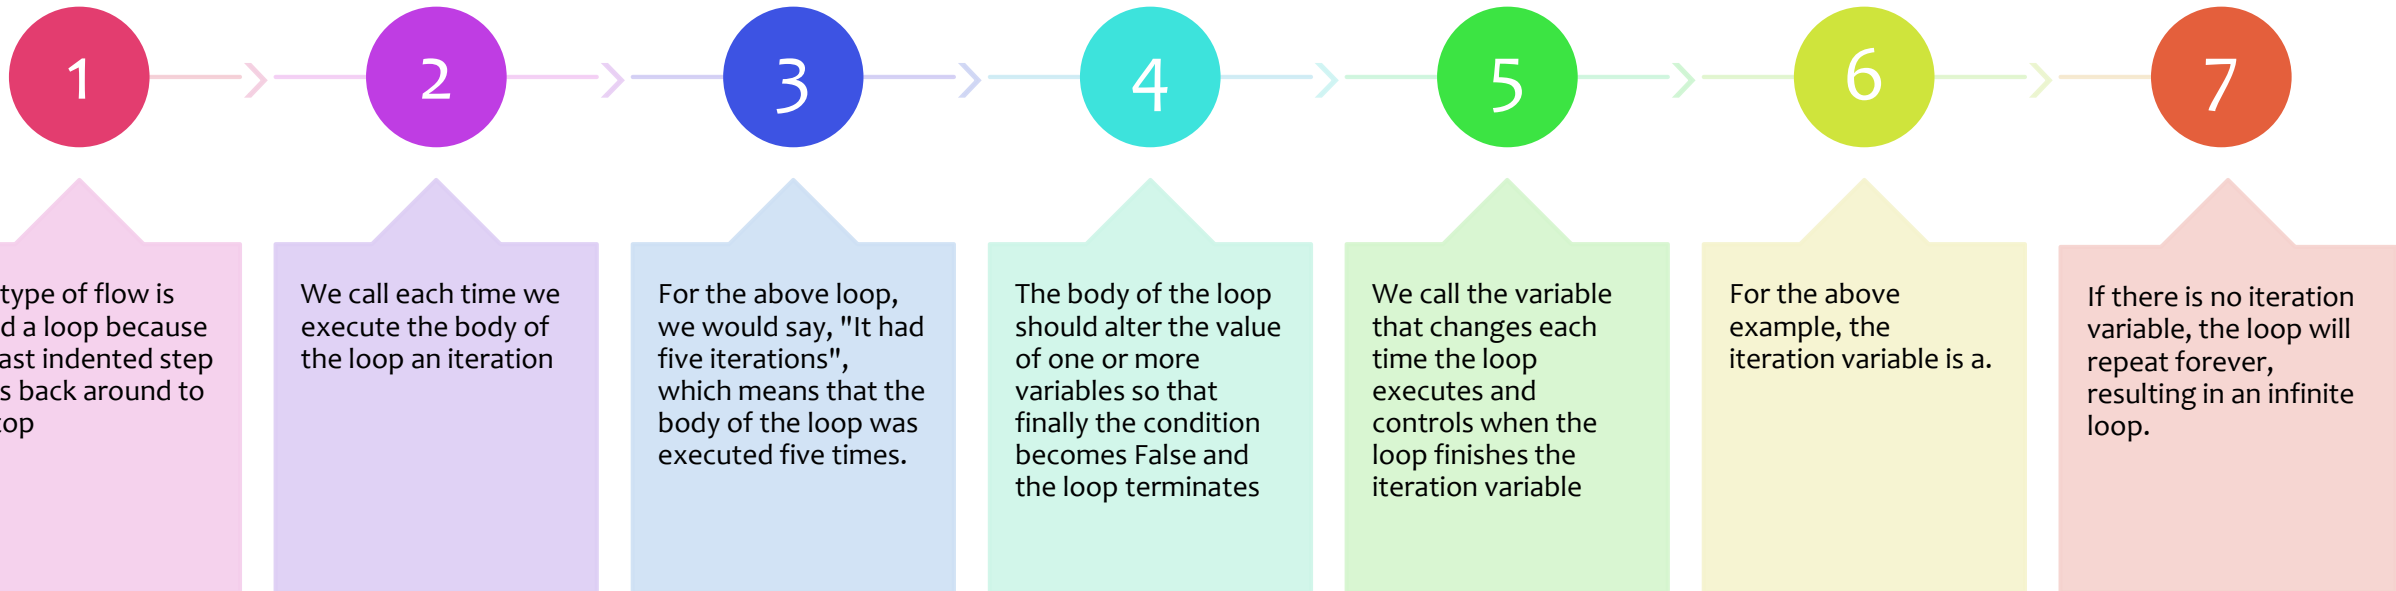 1
2
3
4
5
6
7
type of flow is
d a loop because
ast indented step
s back around to
op
We call each time we
execute the body of
the loop an iteration
For the above loop,
we would say, "It had
five iterations",
which means that the
body of the loop was
executed five times.
The body of the loop
should alter the value
of one or more
variables so that
finally the condition
becomes False and
the loop terminates
We call the variable
that changes each
time the loop
executes and
controls when the
loop finishes the
iteration variable
For the above
example, the
iteration variable is a.
If there is no iteration
variable, the loop will
repeat forever,
resulting in an infinite
loop.